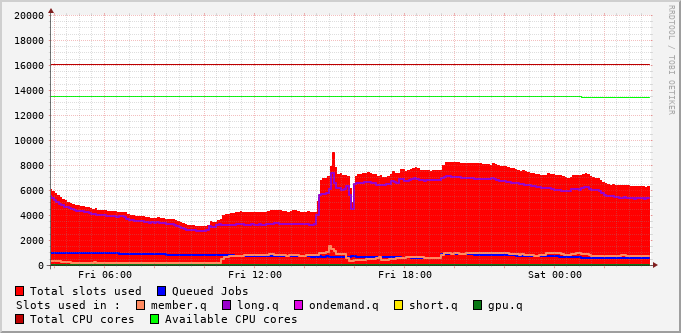 20000
18000
16000
14000
12000
10000
8000
6000
4000
2000
0
Fri 06:00 Fri 12:00 Fri 18:00 Sat 00:00
RRDTOOL / TOBI OETIKER
Total slots used Queued Jobs
Slots used in : member.q long.q ondemand.q short.q gpu.q
Total CPU cores Available CPU cores